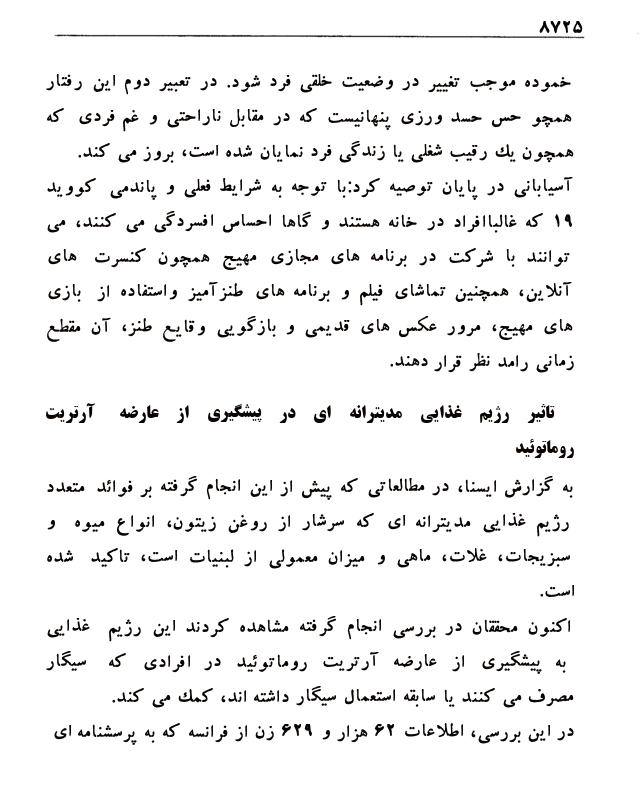 ۸۷۲۵
خموده موجب تغییر در وضعیت خلقی فرد شود. در تعبیر دوم این رفتار
همچو حس حسد ورزی پنهانیست که در مقابل ناراحتی و غم فردی که
همچون یك رقیب شغلی یا زندگی فرد نمایان شده است، بروز می کند.
آسیابانی در پایان توصیه کرد:با توجه به شرایط فعلی و پاندمی کووید
۱۹ که غالباافراد در خانه هستند و گاها احساس افسردگی می کنند، می
توانند با شرکت در برنامه های مجازی مهیج همچون کنسرت های
آنلاین، همچنین تماشای فیلم و برنامه های طنزآمیز واستفاده از بازی
های مهیج، مرور عکس های قدیمی و بازگویی وقایع طنز، آن مقطع
زمانی رامد نظر قرار دهند.
تاثیر رژیم غذایی مدیترانه ای در پیشگیری از عارضه آرتریت
روماتوئید
به گزارش ایسنا، در مطالعاتی که پیش از این انجام گرفته بر فوائد متعدد
رژیم غذایی مدیترانه ای که سرشار از روغن زیتون، انواع میوه و
سبزیجات، غلات، ماهی و میزان معمولی از لبنیات است، تاکید شده
است.
اکنون محققان در بررسی انجام گرفته مشاهده کردند این رژیم غذایی
به پیشگیری از عارضه آرتریت روماتوئید در افرادی که سیگار
مصرف می کنند یا سابقه استعمال سیگار داشته اند، کمك می کند.
در این بررسی، اطلاعات ۶۲ هزار و ۶۲۹ زن از فرانسه که به پرسشنامه ای